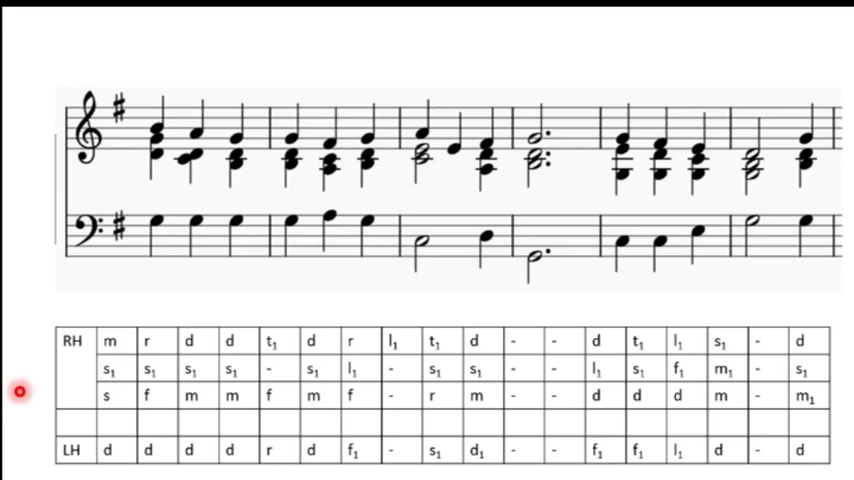 RH m r d d t₁ d r l₁ t₁ d - - d t₁ l₁ s₁ - d
s₁ s₁ s₁ s₁ - s₁ l₁ - s₁ s₁ - - l₁ s₁ f₁ m₁ - s₁
s f m m f m f - r m - - d d d m - m₁
LH d d d d r d f₁ - s₁ d₁ - - f₁ f₁ l₁ d - d